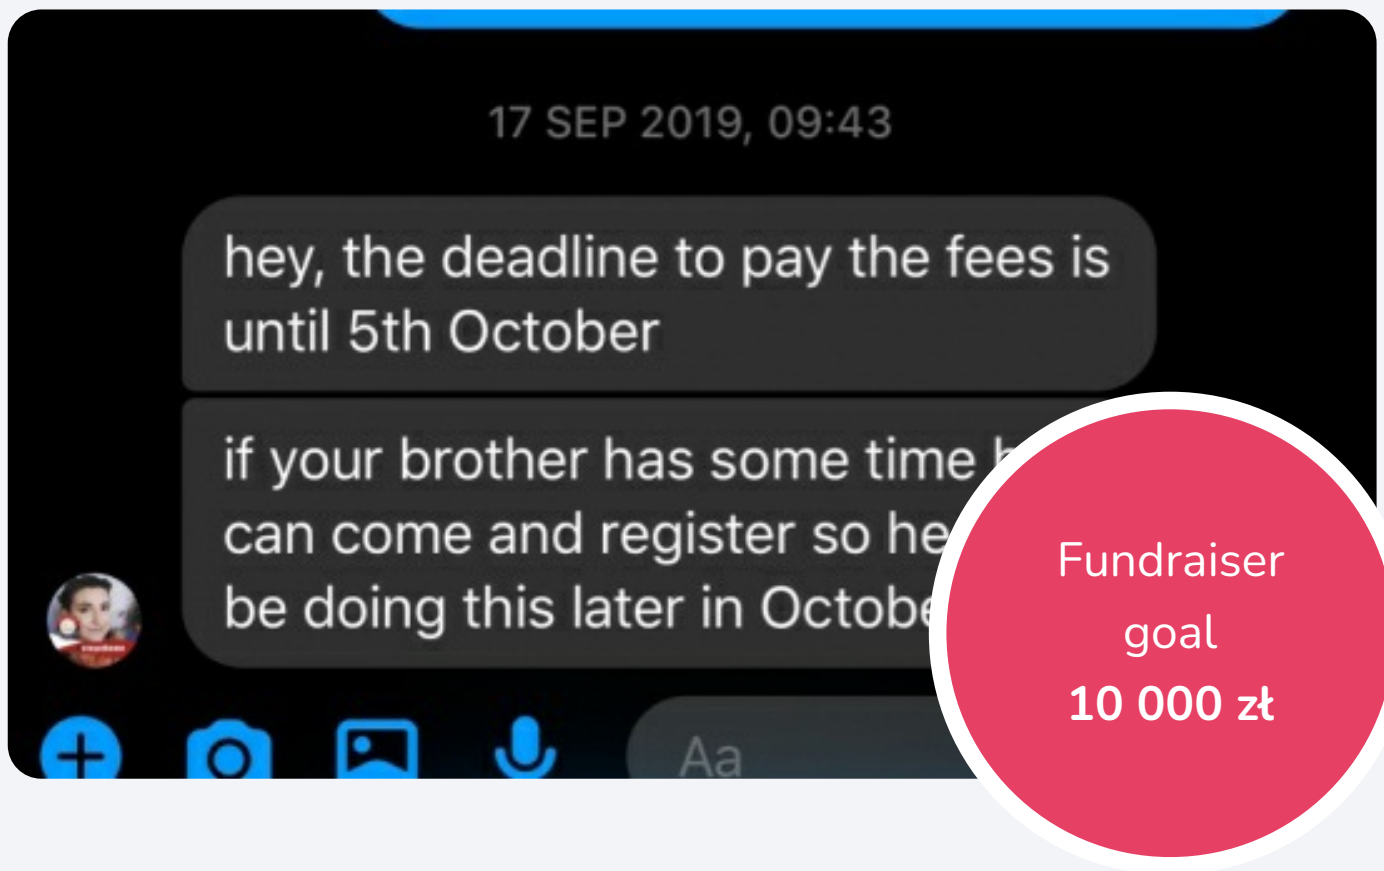 17 SEP 2019, 09:43
hey, the deadline to pay the fees is
until 5th October
if your brother has some time
can come and register so he
be doing this later in
Aa
Fundraiser
goal
10 000 zł